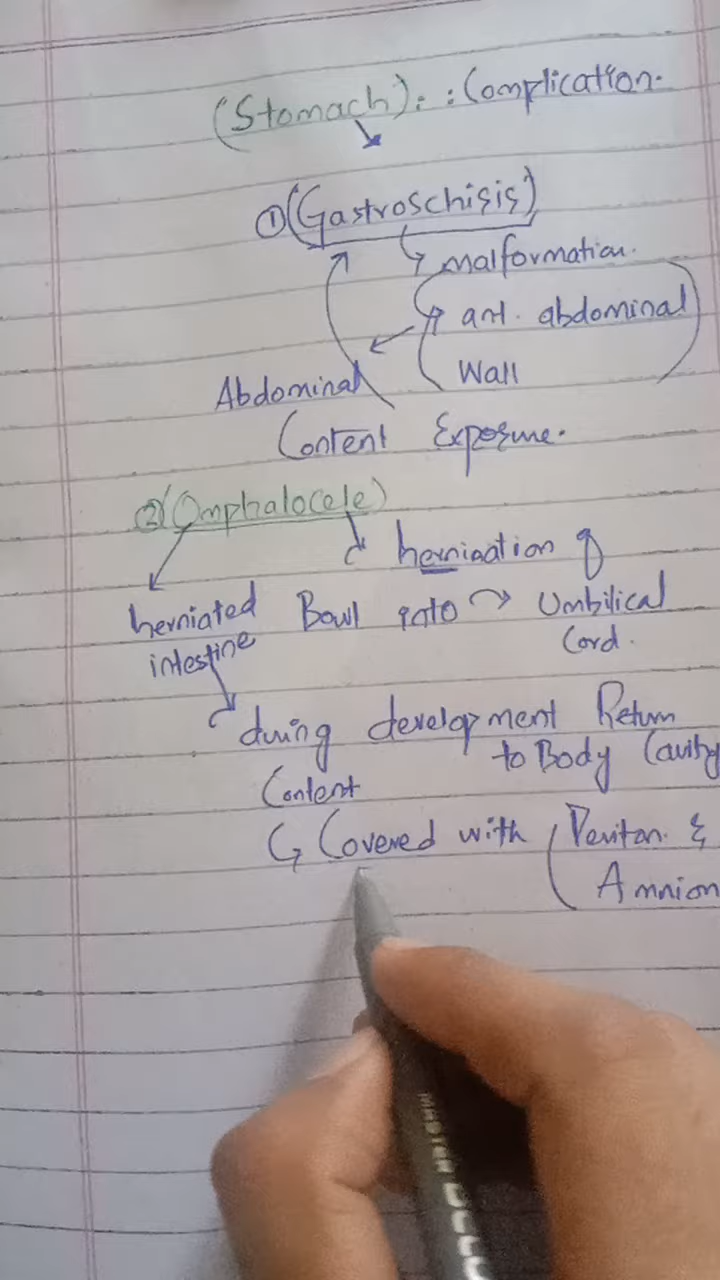 (Stomach): : Complication.
①(Gastroschisis)
malformation.
ant. abdominal
Wall
Abdominal
Content Exposure.
②(Omphalocele)
herniation of
herniated Bowl into Umbilical
intestine Cord.
during development Return
to Body Cavity
Content
Covered with Periton. &
Amnion
MASTER